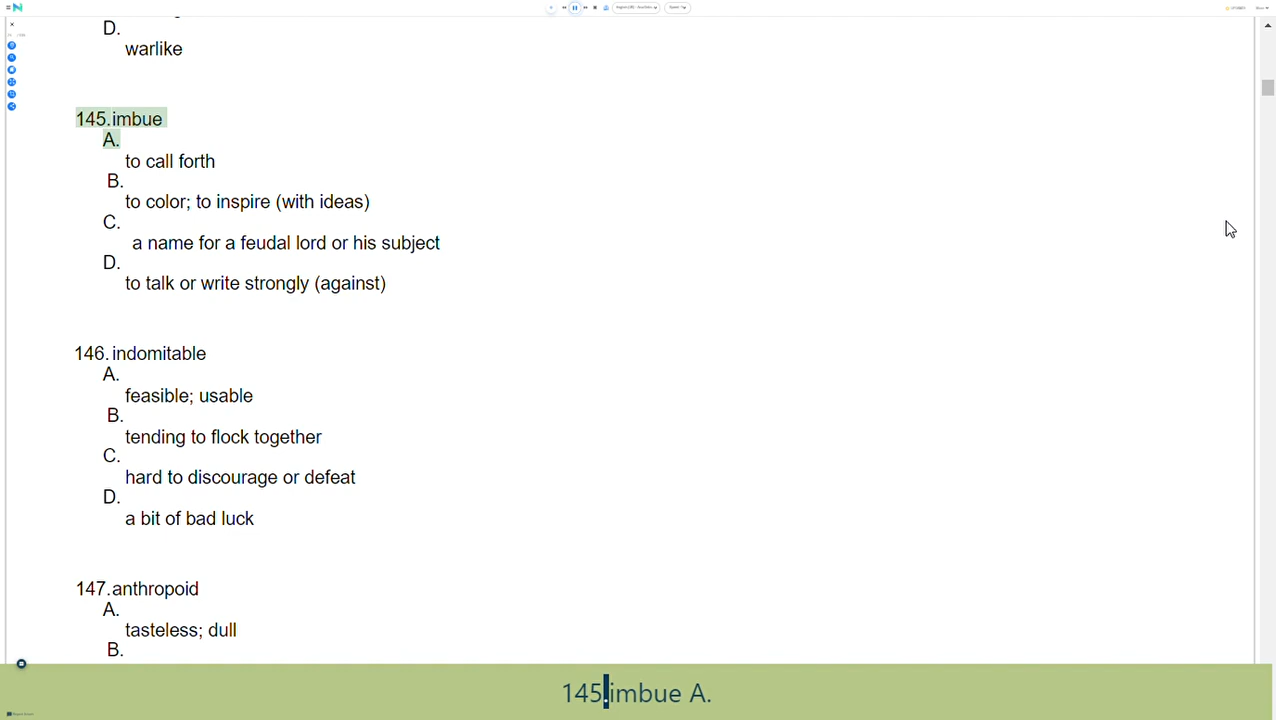 D.
warlike
145.imbue
A.
to call forth
B.
to color; to inspire (with ideas)
C.
a name for a feudal lord or his subject
D.
to talk or write strongly (against)
146. indomitable
A.
feasible; usable
B.
tending to flock together
C.
hard to discourage or defeat
D.
a bit of bad luck
147.anthropoid
A.
tasteless; dull
B.
145.imbue A.